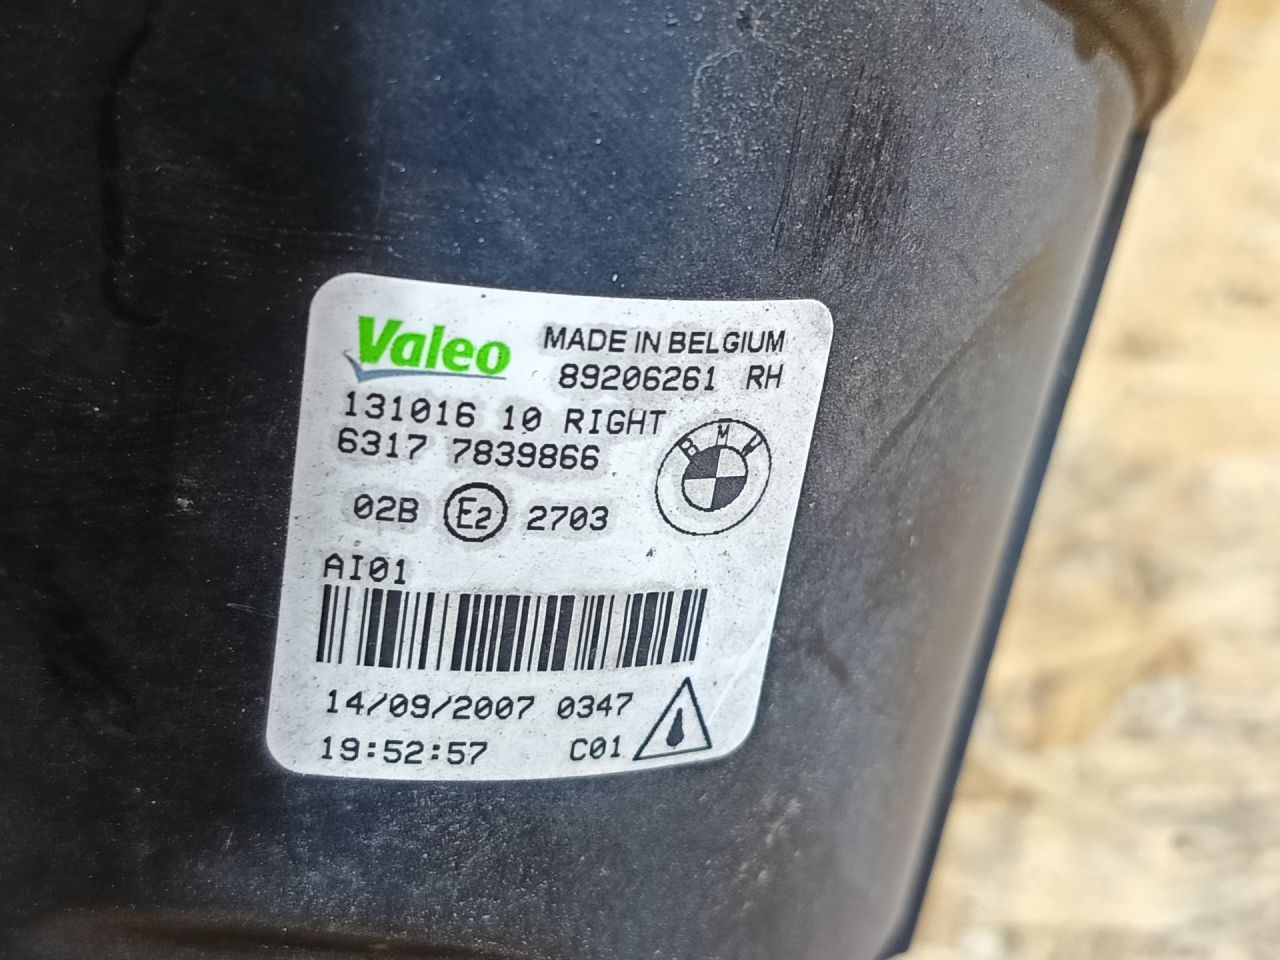 Valeo
MADE IN BELGIUM
89206261 RH
131016 10 RIGHT
6317 7839866
BMW
02B E2 2703
AI01
14/09/2007 0347
19:52:57 C01